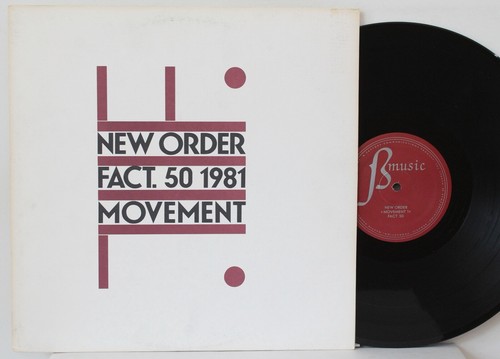 NEW ORDER
FACT. 50 1981
MOVEMENT
B music
NEW ORDER
FACT. 50